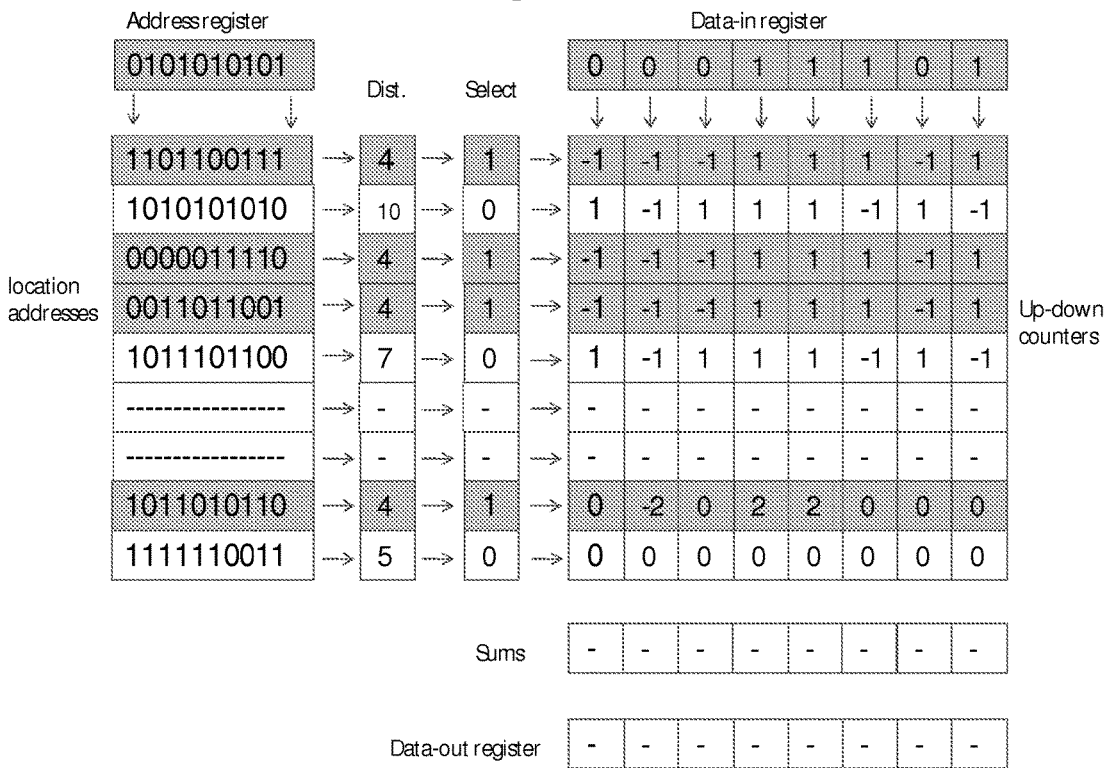 Address register Data-in register
0101010101 0 0 0 1 1 1 0 1
Dist. Select
1101100111 4 1 -1 -1 -1 1 1 1 -1 1
1010101010 10 0 1 -1 1 1 1 -1 1 -1
0000011110 4 1 -1 -1 -1 1 1 1 -1 1
location
addresses
0011011001 4 1 -1 -1 -1 1 1 1 -1 1
Up-down
counters
1011101100 7 0 1 -1 1 1 1 -1 1 -1
----------------- - - - - - - - - - -
----------------- - - - - - - - - - -
1011010110 4 1 0 -2 0 2 2 0 0 0
1111110011 5 0 0 0 0 0 0 0 0 0
Sums - - - - - - - -
Data-out register - - - - - - - -